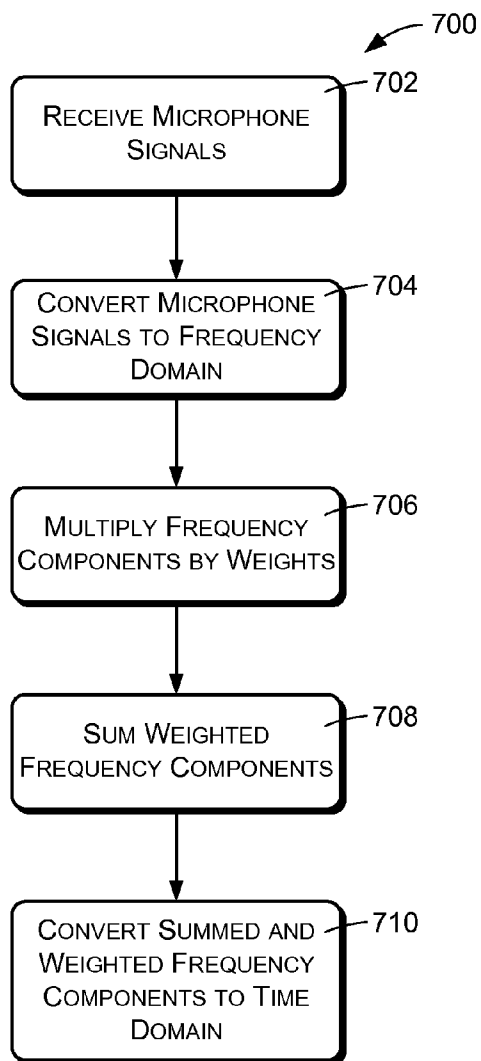 700
702
RECEIVE MICROPHONE
SIGNALS
704
CONVERT MICROPHONE
SIGNALS TO FREQUENCY
DOMAIN
706
MULTIPLY FREQUENCY
COMPONENTS BY WEIGHTS
708
SUM WEIGHTED
FREQUENCY COMPONENTS
710
CONVERT SUMMED AND
WEIGHTED FREQUENCY
COMPONENTS TO TIME
DOMAIN